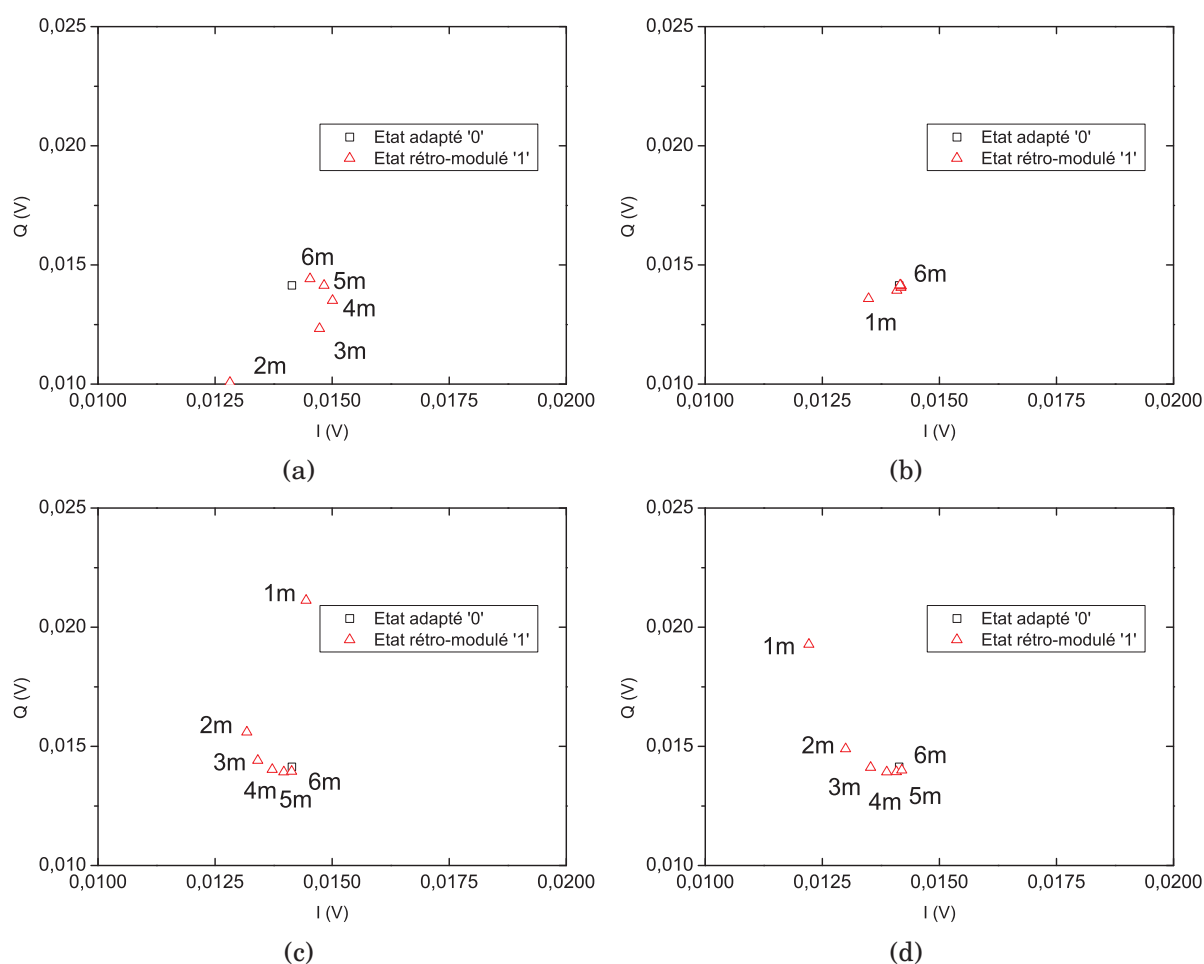 0,025
0,020
0,015
0,010
Q (V)
0,0100 0,0125 0,0150 0,0175 0,0200
I (V)
Etat adapté '0'
Etat rétro-modulé '1'
6m
5m
4m
3m
2m
(a)
0,025
0,020
0,015
0,010
Q (V)
0,0100 0,0125 0,0150 0,0175 0,0200
I (V)
Etat adapté '0'
Etat rétro-modulé '1'
6m
1m
(b)
0,025
0,020
0,015
0,010
Q (V)
0,0100 0,0125 0,0150 0,0175 0,0200
I (V)
1m
Etat adapté '0'
Etat rétro-modulé '1'
2m
3m
4m
5m
6m
(c)
0,025
0,020
0,015
0,010
Q (V)
0,0100 0,0125 0,0150 0,0175 0,0200
I (V)
Etat adapté '0'
Etat rétro-modulé '1'
1m
2m
6m
3m
4m
5m
(d)